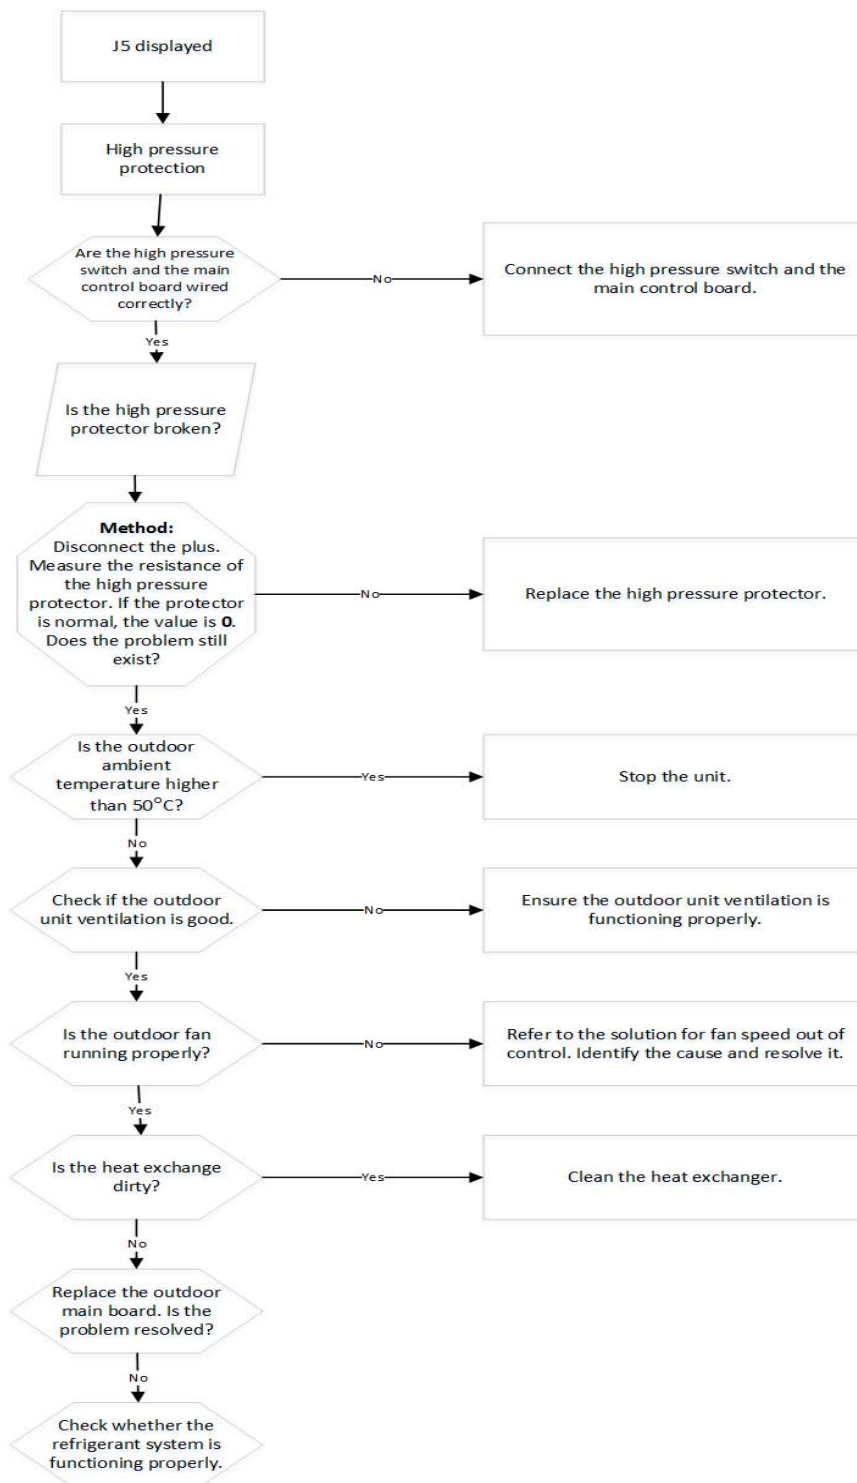 J5 displayed
High pressure
protection
Are the high pressure
switch and the main
control board wired
correctly?
No
Connect the high pressure switch and the
main control board.
Yes
Is the high pressure
protector broken?
Method:
Disconnect the plus.
Measure the resistance of
the high pressure
protector. If the protector
is normal, the value is 0.
Does the problem still
exist?
No
Replace the high pressure protector.
Yes
Is the outdoor
ambient
temperature higher
than 50°C?
Yes
Stop the unit.
No
Check if the outdoor
unit ventilation is good.
No
Ensure the outdoor unit ventilation is
functioning properly.
Yes
Is the outdoor fan
running properly?
No
Refer to the solution for fan speed out of
control. Identify the cause and resolve it.
Yes
Is the heat exchange
dirty?
Yes
Clean the heat exchanger.
No
Replace the outdoor
main board. Is the
problem resolved?
No
Check whether the
refrigerant system is
functioning properly.